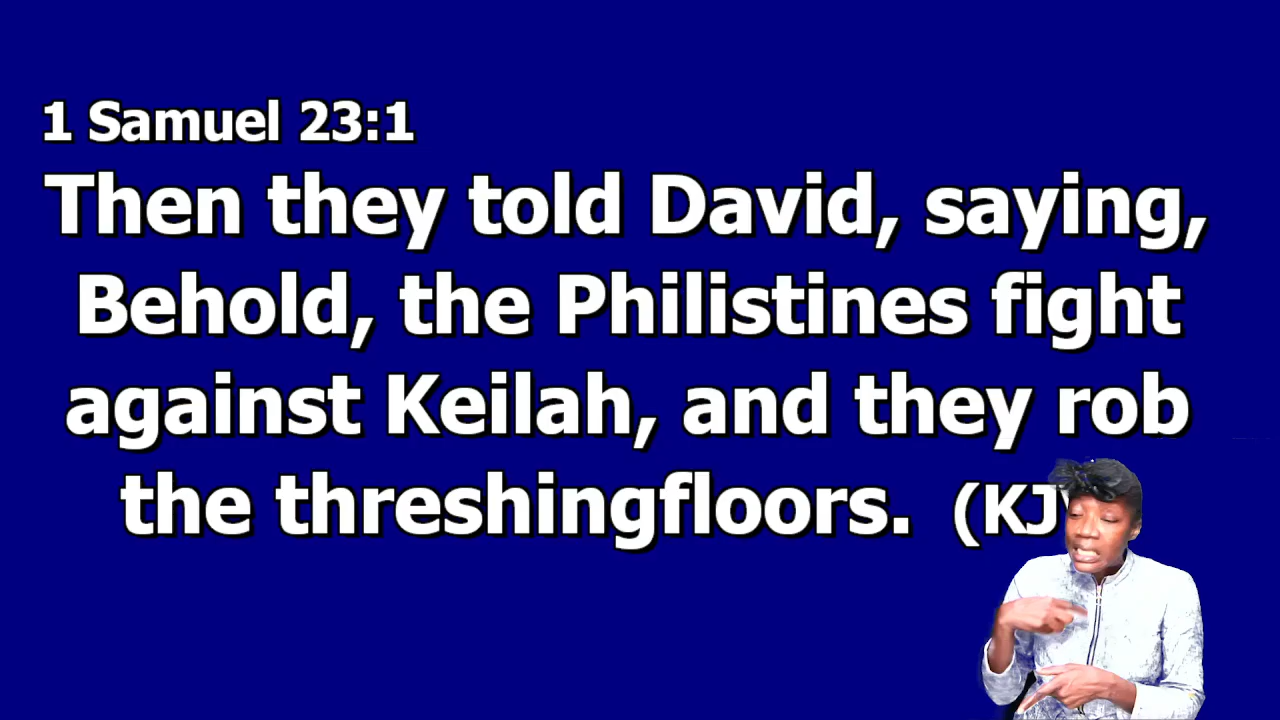 1 Samuel 23:1
Then they told David, saying,
Behold, the Philistines fight
against Keilah, and they rob
the threshingfloors. (KJ